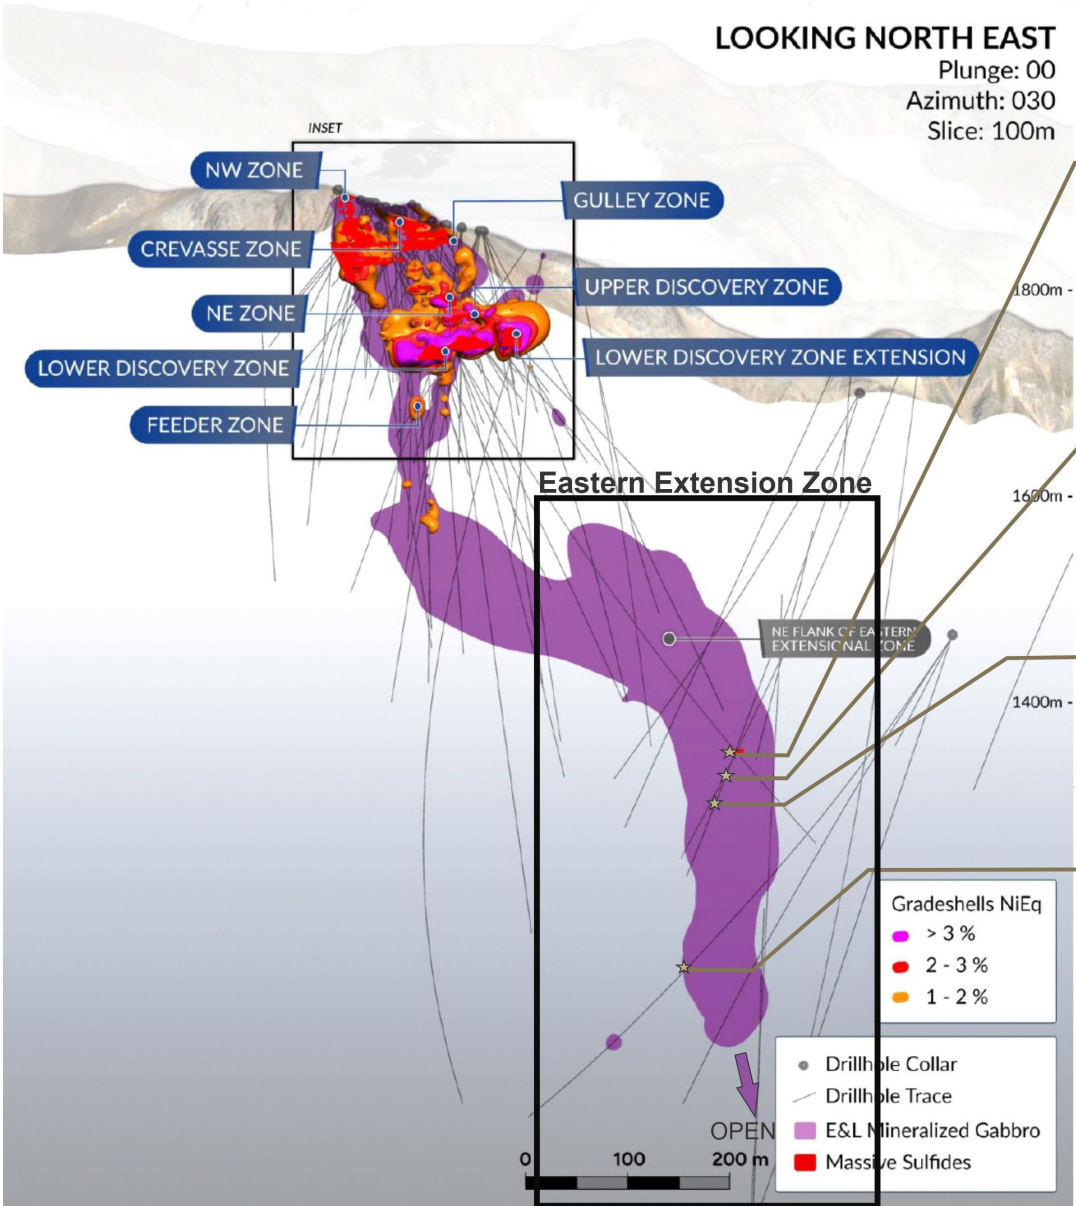 LOOKING NORTH EAST
Plunge: 00
Azimuth: 030
Slice: 100m
INSET
NW ZONE
GULLEY ZONE
CREVASSE ZONE
UPPER DISCOVERY ZONE
1800m -
NE ZONE
LOWER DISCOVERY ZONE
LOWER DISCOVERY ZONE EXTENSION
FEEDER ZONE
Eastern Extension Zone
1600m -
NE FLANK OF EASTERN
EXTENSIONAL ZONE
1400m -
Gradeshells NiEq
> 3 %
2 - 3 %
1 - 2 %
Drillhole Collar
Drillhole Trace
OPEN
E&L Mineralized Gabbro
Massive Sulfides
0 100 200 m